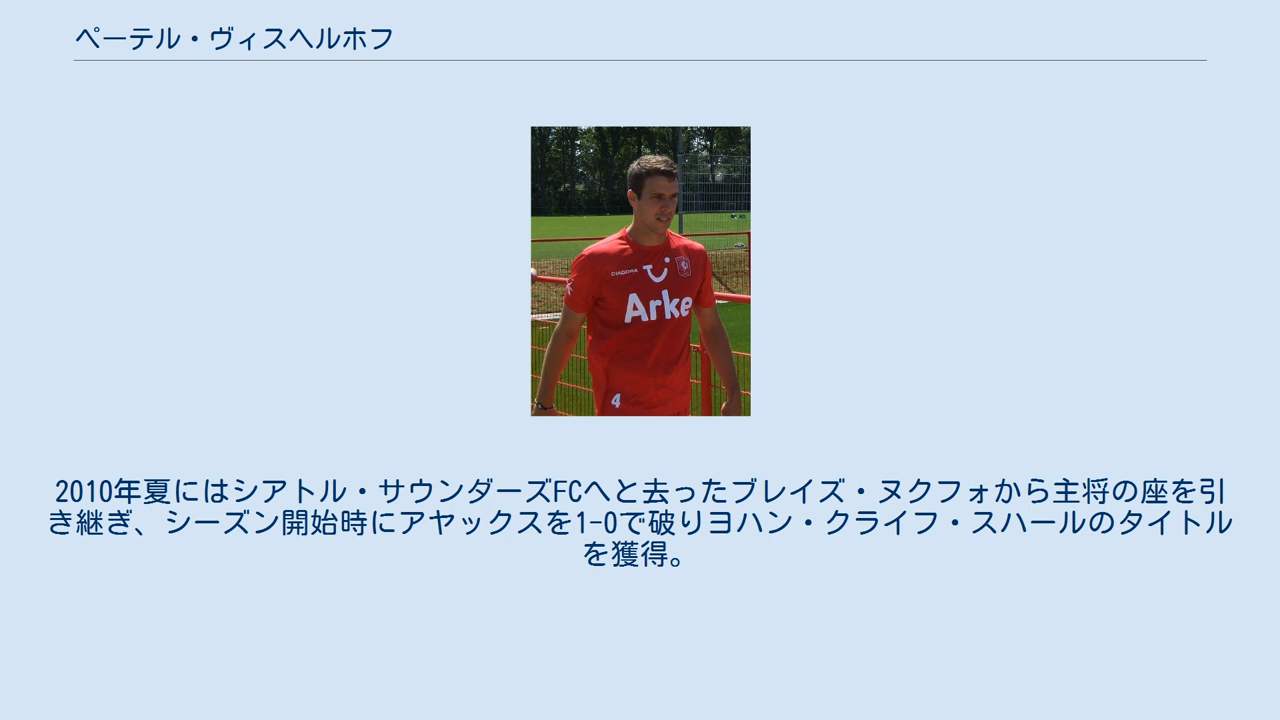 ペーテル・ヴィスヘルホフ
DIADORA
Arke
4
2010年夏にはシアトル・サウンダーズFCへと去ったブレイズ・ヌクフォから主将の座を引
き継ぎ、シーズン開始時にアヤックスを1-0で破りヨハン・クライフ・スハールのタイトル
を獲得。